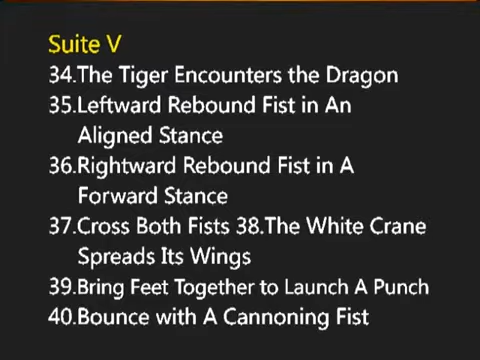 Suite V
34.The Tiger Encounters the Dragon
35.Leftward Rebound Fist in An
Aligned Stance
36.Rightward Rebound Fist in A
Forward Stance
37.Cross Both Fists 38.The White Crane
Spreads Its Wings
39.Bring Feet Together to Launch A Punch
40.Bounce with A Cannoning Fist